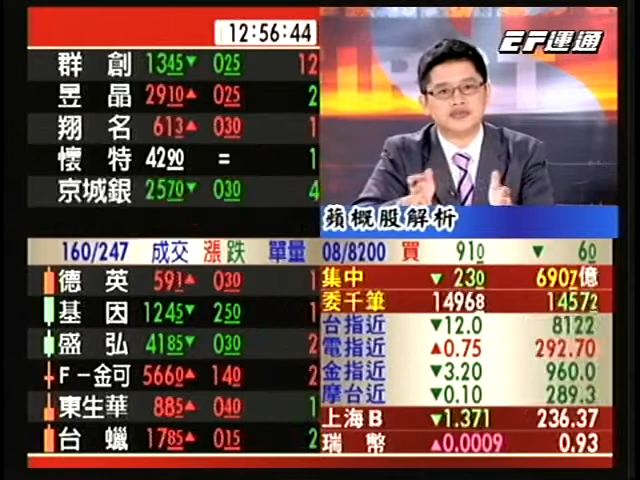 12:56:44
EF運通
群創 1345▼ 025 12
昱晶 2910▲ 025 2
翔名 613▲ 030 1
懷特 4290 = 1
京城銀 2570▼ 030 4
蘋概股解析
160/247 成交 漲跌 單量
08/8200 買 910 ▼ 60
德英 591▲ 030 1
基因 1245▼ 250 1
盛弘 4185▼ 030 2
F-金可 5660▲ 140 2
東生華 885▲ 040 1
台蠟 1785▲ 015 2
集中 ▼ 230 6907億
委千筆 14968 14572
台指近 ▼12.0 8122
電指近 ▲0.75 292.70
金指近 ▼3.20 960.0
摩台近 ▼0.10 289.3
上海B ▼1.371 236.37
瑞幣 ▲0.0009 0.93